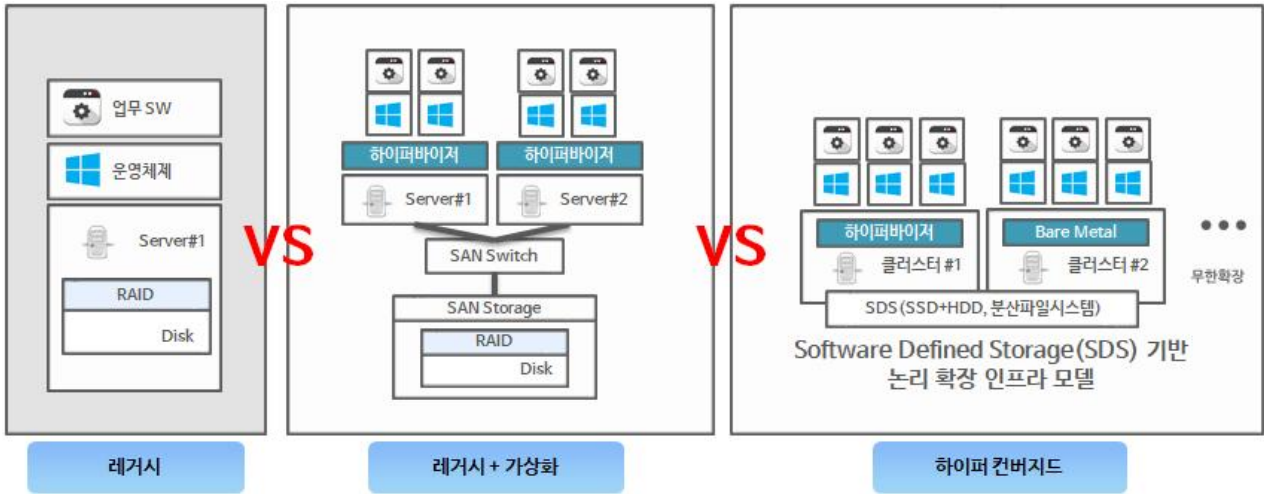 업무 SW
운영체제
Server#1
RAID
Disk
레거시
VS
하이퍼바이저
하이퍼바이저
Server#1
Server#2
SAN Switch
SAN Storage
RAID
Disk
레거시 + 가상화
VS
하이퍼바이저
Bare Metal
클러스터 #1
클러스터 #2
무한확장
SDS(SSD+HDD, 분산파일시스템)
Software Defined Storage(SDS) 기반
논리 확장 인프라 모델
하이퍼 컨버지드